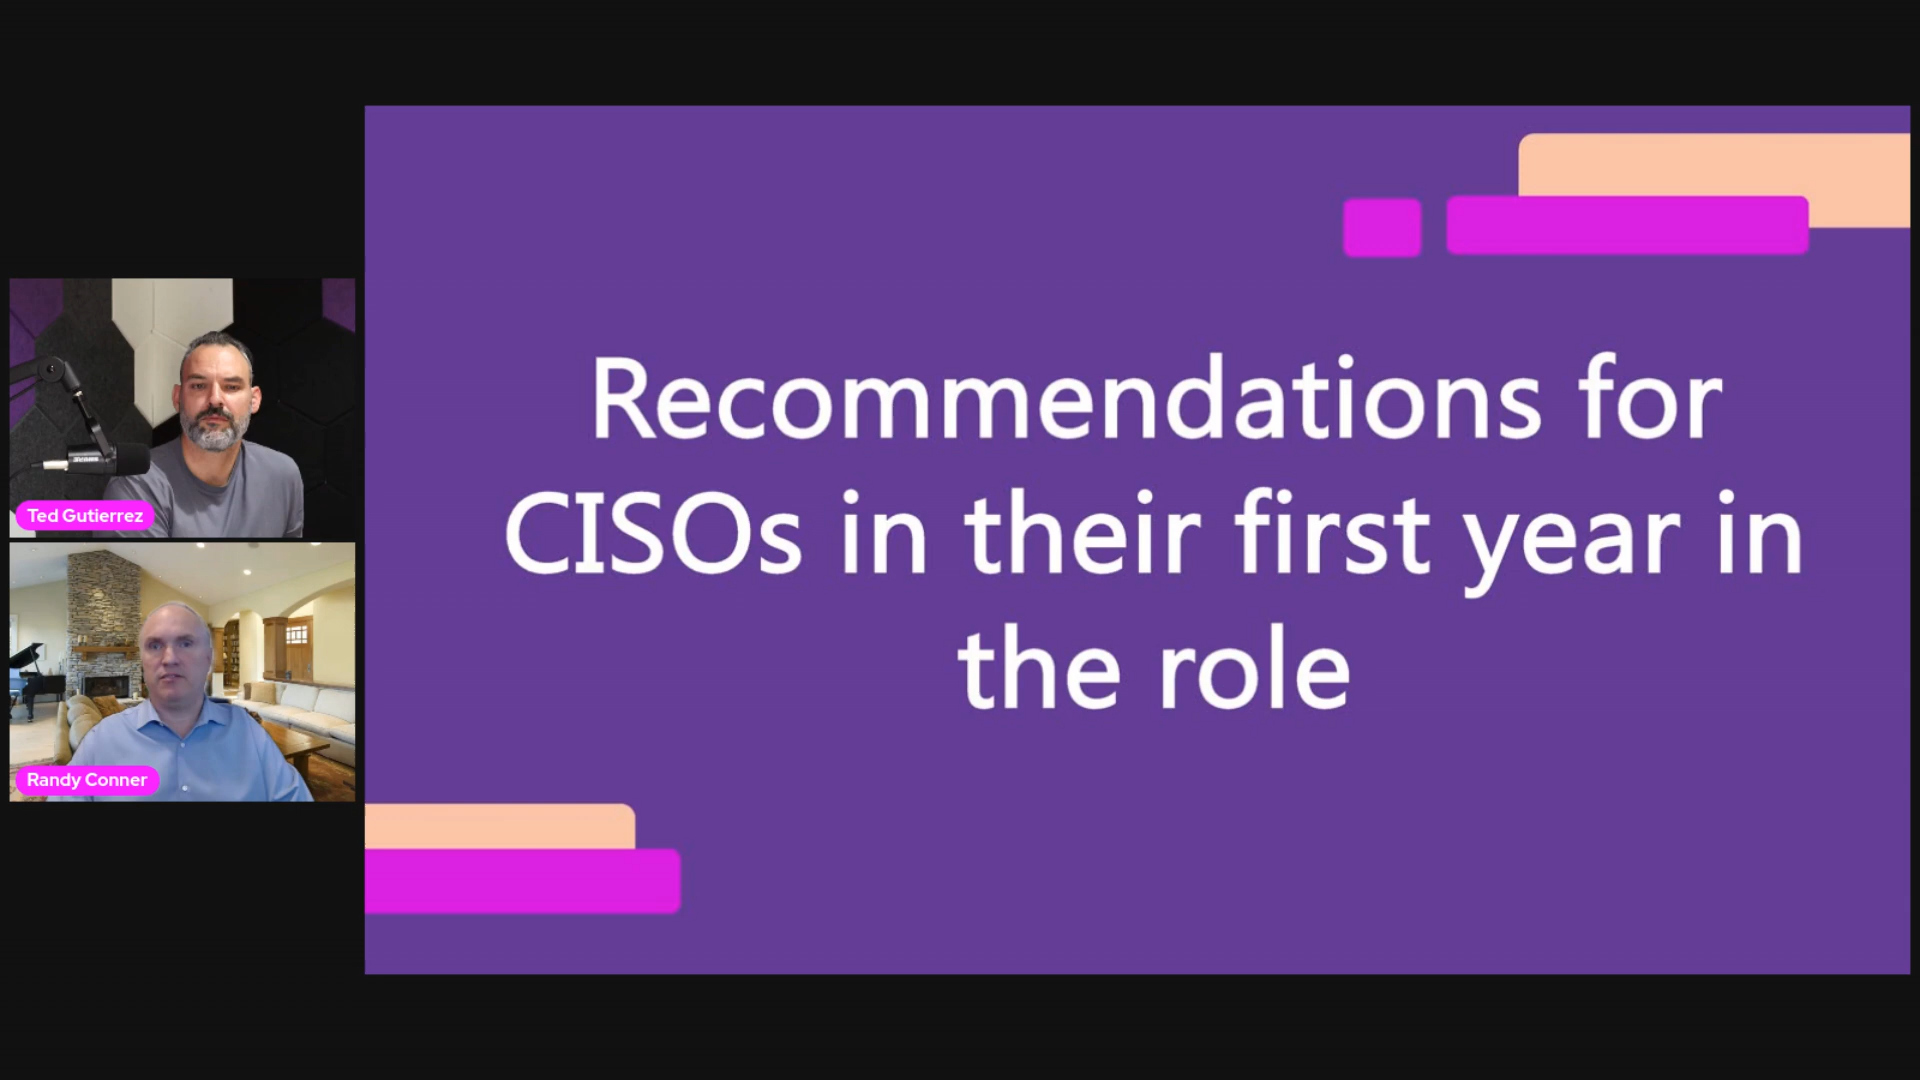 Ted Gutierrez
Randy Conner
Recommendations for
CISOs in their first year in
the role